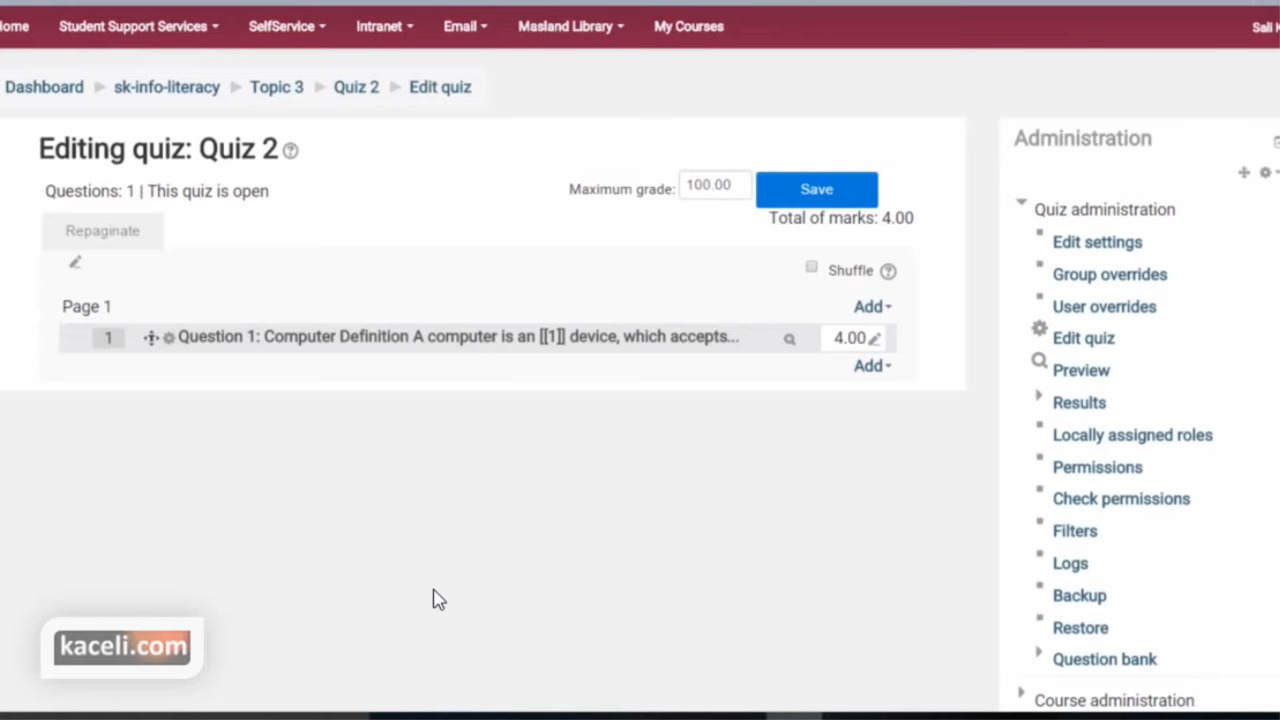 ome Student Support Services SelfService Intranet Email Masland Library My Courses Sali K
Dashboard sk-info-literacy Topic 3 Quiz 2 Edit quiz
Editing quiz: Quiz 2
Questions: 1 | This quiz is open
Maximum grade: 100.00 Save
Total of marks: 4.00
Repaginate
Shuffle
Page 1 Add
1 Question 1: Computer Definition A computer is an [[1]] device, which accepts... 4.00
Add
Administration
Quiz administration
Edit settings
Group overrides
User overrides
Edit quiz
Preview
Results
Locally assigned roles
Permissions
Check permissions
Filters
Logs
Backup
Restore
Question bank
Course administration
kaceli.com